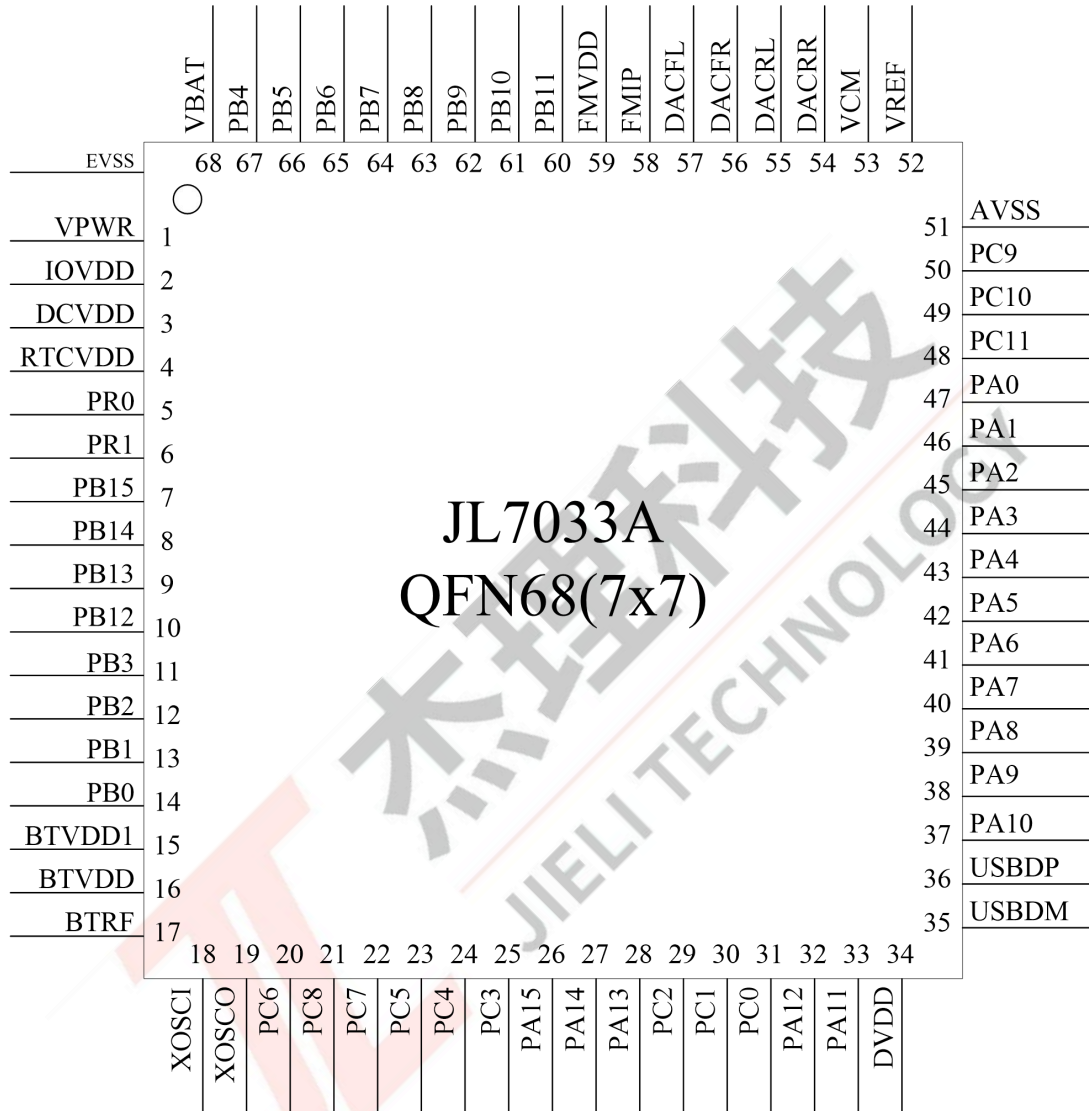 VBAT
PB4
PB5
PB6
PB7
PB8
PB9
PB10
PB11
FMVDD
FMIP
DACFL
DACFR
DACRL
DACRR
VCM
VREF
EVSS
68 67 66 65 64 63 62 61 60 59 58 57 56 55 54 53 52
VPWR 1
IOVDD 2
DCVDD 3
RTCVDD 4
PR0 5
PR1 6
PB15 7
PB14 8
PB13 9
PB12 10
PB3 11
PB2 12
PB1 13
PB0 14
BTVDD1 15
BTVDD 16
BTRF 17
JL7033A
QFN68(7x7)
杰理科技
JIELI TECHNOLOGY
51 AVSS
50 PC9
49 PC10
48 PC11
47 PA0
46 PA1
45 PA2
44 PA3
43 PA4
42 PA5
41 PA6
40 PA7
39 PA8
38 PA9
37 PA10
36 USBDP
35 USBDM
18 19 20 21 22 23 24 25 26 27 28 29 30 31 32 33 34
XOSCI
XOSCO
PC6
PC8
PC7
PC5
PC4
PC3
PA15
PA14
PA13
PC2
PC1
PC0
PA12
PA11
DVDD